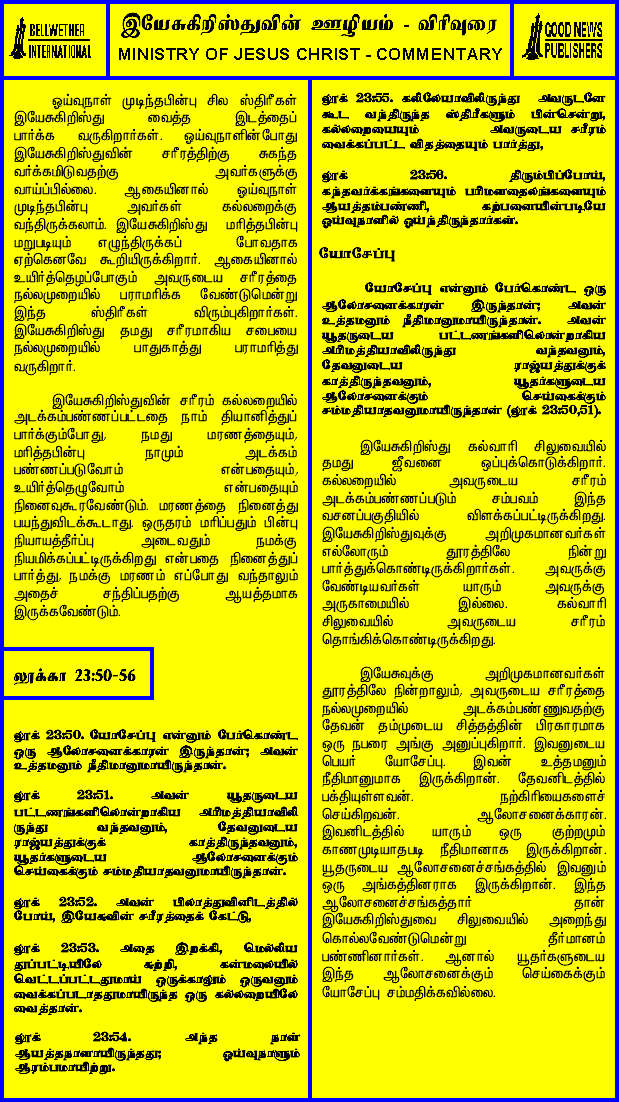 BELLWETHER
INTERNATIONAL
இயேசுகிறிஸ்துவின் ஊழியம் - விரிவுரை
MINISTRY OF JESUS CHRIST - COMMENTARY
GOOD NEWS
PUBLISHERS
ஓய்வுநாள் முடிந்தபின்பு சில ஸ்திரீகள்
இயேசுகிறிஸ்து வைத்த இடத்தைப்
பார்க்க வருகிறார்கள். ஓய்வுநாளின்போது
இயேசுகிறிஸ்துவின் சரீரத்திற்கு சுகந்த
வர்க்கமிடுவதற்கு அவர்களுக்கு
வாய்ப்பில்லை. ஆகையினால் ஓய்வுநாள்
முடிந்தபின்பு அவர்கள் கல்லறைக்கு
வந்திருக்கலாம். இயேசுகிறிஸ்து மரித்தபின்பு
மறுபடியும் எழுந்திருக்கப் போவதாக
ஏற்கெனவே கூறியிருக்கிறார். ஆகையினால்
உயிர்த்தெழப்போகும் அவருடைய சரீரத்தை
நல்லமுறையில் பராமரிக்க வேண்டுமென்று
இந்த ஸ்திரீகள் விரும்புகிறார்கள்.
இயேசுகிறிஸ்து தமது சரீரமாகிய சபையை
நல்லமுறையில் பாதுகாத்து பராமரித்து
வருகிறார்.
இயேசுகிறிஸ்துவின் சரீரம் கல்லறையில்
அடக்கம்பண்ணப்பட்டதை நாம் தியானித்துப்
பார்க்கும்போது, நமது மரணத்தையும்,
மரித்தபின்பு நாமும் அடக்கம்
பண்ணப்படுவோம் என்பதையும்,
உயிர்த்தெழுவோம் என்பதையும்
நினைவுகூரவேண்டும். மரணத்தை நினைத்து
பயந்துவிடக்கூடாது. ஒருதரம் மரிப்பதும் பின்பு
நியாயத்தீர்ப்பு அடைவதும் நமக்கு
நியமிக்கப்பட்டிருக்கிறது என்பதை நினைத்துப்
பார்த்து, நமக்கு மரணம் எப்போது வந்தாலும்
அதைச் சந்திப்பதற்கு ஆயத்தமாக
இருக்கவேண்டும்.
லூக்கா 23:50-56
லூக் 23:50. யோசேப்பு என்னும் பேர்கொண்ட
ஒரு ஆலோசனைக்காரன் இருந்தான்; அவன்
உத்தமனும் நீதிமானுமாயிருந்தான்.
லூக் 23:51. அவன் யூதருடைய
பட்டணங்களிலொன்றாகிய அரிமத்தியாவிலி
ருந்து வந்தவனும், தேவனுடைய
ராஜ்யத்துக்குக் காத்திருந்தவனும்,
யூதர்களுடைய ஆலோசனைக்கும்
செய்கைக்கும் சம்மதியாதவனுமாயிருந்தான்.
லூக் 23:52. அவன் பிலாத்துவினிடத்தில்
போய், இயேசுவின் சரீரத்தைக் கேட்டு,
லூக் 23:53. அதை இறக்கி, மெல்லிய
துப்பட்டியிலே சுற்றி, கன்மலையில்
வெட்டப்பட்டதுமாய் ஒருக்காலும் ஒருவனும்
வைக்கப்படாததுமாயிருந்த ஒரு கல்லறையிலே
வைத்தான்.
லூக் 23:54. அந்த நாள்
ஆயத்தநாளாயிருந்தது; ஓய்வுநாளும்
ஆரம்பமாயிற்று.
லூக் 23:55. கலிலேயாவிலிருந்து அவருடனே
கூட வந்திருந்த ஸ்திரீகளும் பின்சென்று,
கல்லறையையும் அவருடைய சரீரம்
வைக்கப்பட்ட விதத்தையும் பார்த்து,
லூக் 23:56. திரும்பிப்போய்,
கந்தவர்க்கங்களையும் பரிமளதைலங்களையும்
ஆயத்தம்பண்ணி, கற்பனையின்படியே
ஓய்வுநாளில் ஓய்ந்திருந்தார்கள்.
யோசேப்பு
யோசேப்பு என்னும் பேர்கொண்ட ஒரு
ஆலோசனைக்காரன் இருந்தான்; அவன்
உத்தமனும் நீதிமானுமாயிருந்தான். அவன்
யூதருடைய பட்டணங்களிலொன்றாகிய
அரிமத்தியாவிலிருந்து வந்தவனும்,
தேவனுடைய ராஜ்யத்துக்குக்
காத்திருந்தவனும், யூதர்களுடைய
ஆலோசனைக்கும் செய்கைக்கும்
சம்மதியாதவனுமாயிருந்தான் (லூக் 23:50,51).
இயேசுகிறிஸ்து கல்வாரி சிலுவையில்
தமது ஜீவனை ஒப்புக்கொடுக்கிறார்.
கல்லறையில் அவருடைய சரீரம்
அடக்கம்பண்ணப்படும் சம்பவம் இந்த
வசனப்பகுதியில் விளக்கப்பட்டிருக்கிறது.
இயேசுகிறிஸ்துவுக்கு அறிமுகமானவர்கள்
எல்லோரும் தூரத்திலே நின்று
பார்த்துக்கொண்டிருக்கிறார்கள். அவருக்கு
வேண்டியவர்கள் யாரும் அவருக்கு
அருகாமையில் இல்லை. கல்வாரி
சிலுவையில் அவருடைய சரீரம்
தொங்கிக்கொண்டிருக்கிறது.
இயேசுவுக்கு அறிமுகமானவர்கள்
தூரத்திலே நின்றாலும், அவருடைய சரீரத்தை
நல்லமுறையில் அடக்கம்பண்ணுவதற்கு
தேவன் தம்முடைய சித்தத்தின் பிரகாரமாக
ஒரு நபரை அங்கு அனுப்புகிறார். இவனுடைய
பெயர் யோசேப்பு. இவன் உத்தமனும்
நீதிமானுமாக இருக்கிறான். தேவனிடத்தில்
பக்தியுள்ளவன். நற்கிரியைகளைச்
செய்கிறவன். ஆலோசனைக்காரன்.
இவனிடத்தில் யாரும் ஒரு குற்றமும்
காணமுடியாதபடி நீதிமானாக இருக்கிறான்.
யூதருடைய ஆலோசனைச்சங்கத்தில் இவனும்
ஒரு அங்கத்தினராக இருக்கிறான். இந்த
ஆலோசனைச்சங்கத்தார் தான்
இயேசுகிறிஸ்துவை சிலுவையில் அறைந்து
கொல்லவேண்டுமென்று தீர்மானம்
பண்ணினார்கள். ஆனால் யூதர்களுடைய
இந்த ஆலோசனைக்கும் செய்கைக்கும்
யோசேப்பு சம்மதிக்கவில்லை.